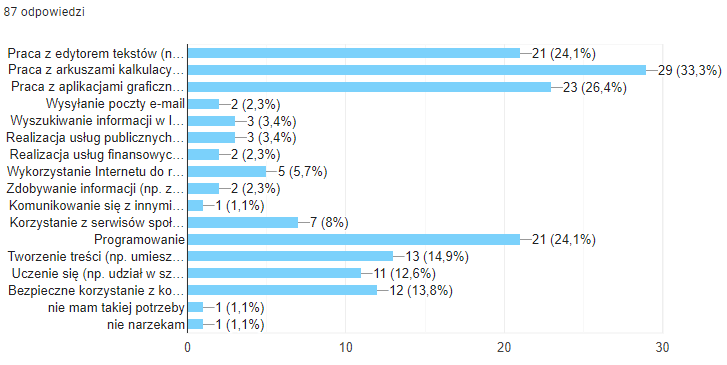 87 odpowiedzi
Praca z edytorem tekstów (n… 21 (24,1%)
Praca z arkuszami kalkulacy… 29 (33,3%)
Praca z aplikacjami graficzn… 23 (26,4%)
Wysyłanie poczty e-mail 2 (2,3%)
Wyszukiwanie informacji w I… 3 (3,4%)
Realizacja usług publicznych… 3 (3,4%)
Realizacja usług finansowyc… 2 (2,3%)
Wykorzystanie Internetu do r… 5 (5,7%)
Zdobywanie informacji (np. z… 2 (2,3%)
Komunikowanie się z innymi… 1 (1,1%)
Korzystanie z serwisów społ… 7 (8%)
Programowanie 21 (24,1%)
Tworzenie treści (np. umiesz… 13 (14,9%)
Uczenie się (np. udział w sz… 11 (12,6%)
Bezpieczne korzystanie z ko… 12 (13,8%)
nie mam takiej potrzeby 1 (1,1%)
nie narzekam 1 (1,1%)
0 10 20 30